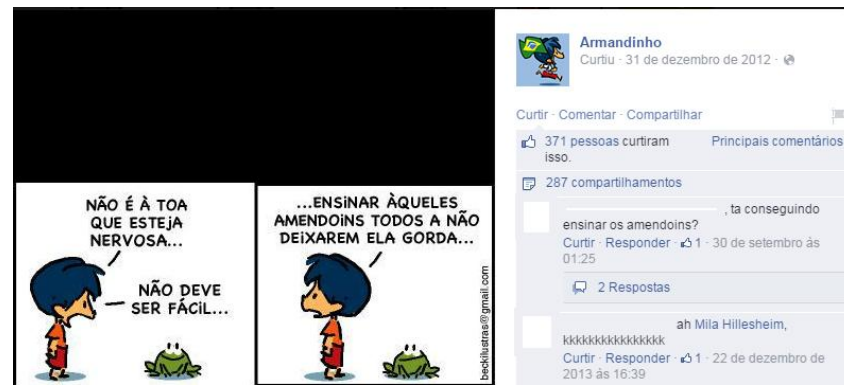 NÃO É À TOA
QUE ESTEJA
NERVOSA...
NÃO DEVE
SER FÁCIL...
...ENSINAR ÀQUELES
AMENDOINS TODOS A NÃO
DEIXAREM ELA GORDA...
beckilustras@gmail.com
Armandinho
Curtiu · 31 de dezembro de 2012 ·
Curtir · Comentar · Compartilhar
371 pessoas curtiram isso.
Principais comentários
287 compartilhamentos
, ta conseguindo
ensinar os amendoins?
Curtir · Responder · 1 · 30 de setembro às
01:25
2 Respostas
ah Mila Hillesheim,
kkkkkkkkkkkkkkkk
Curtir · Responder · 1 · 22 de dezembro de
2013 às 16:39